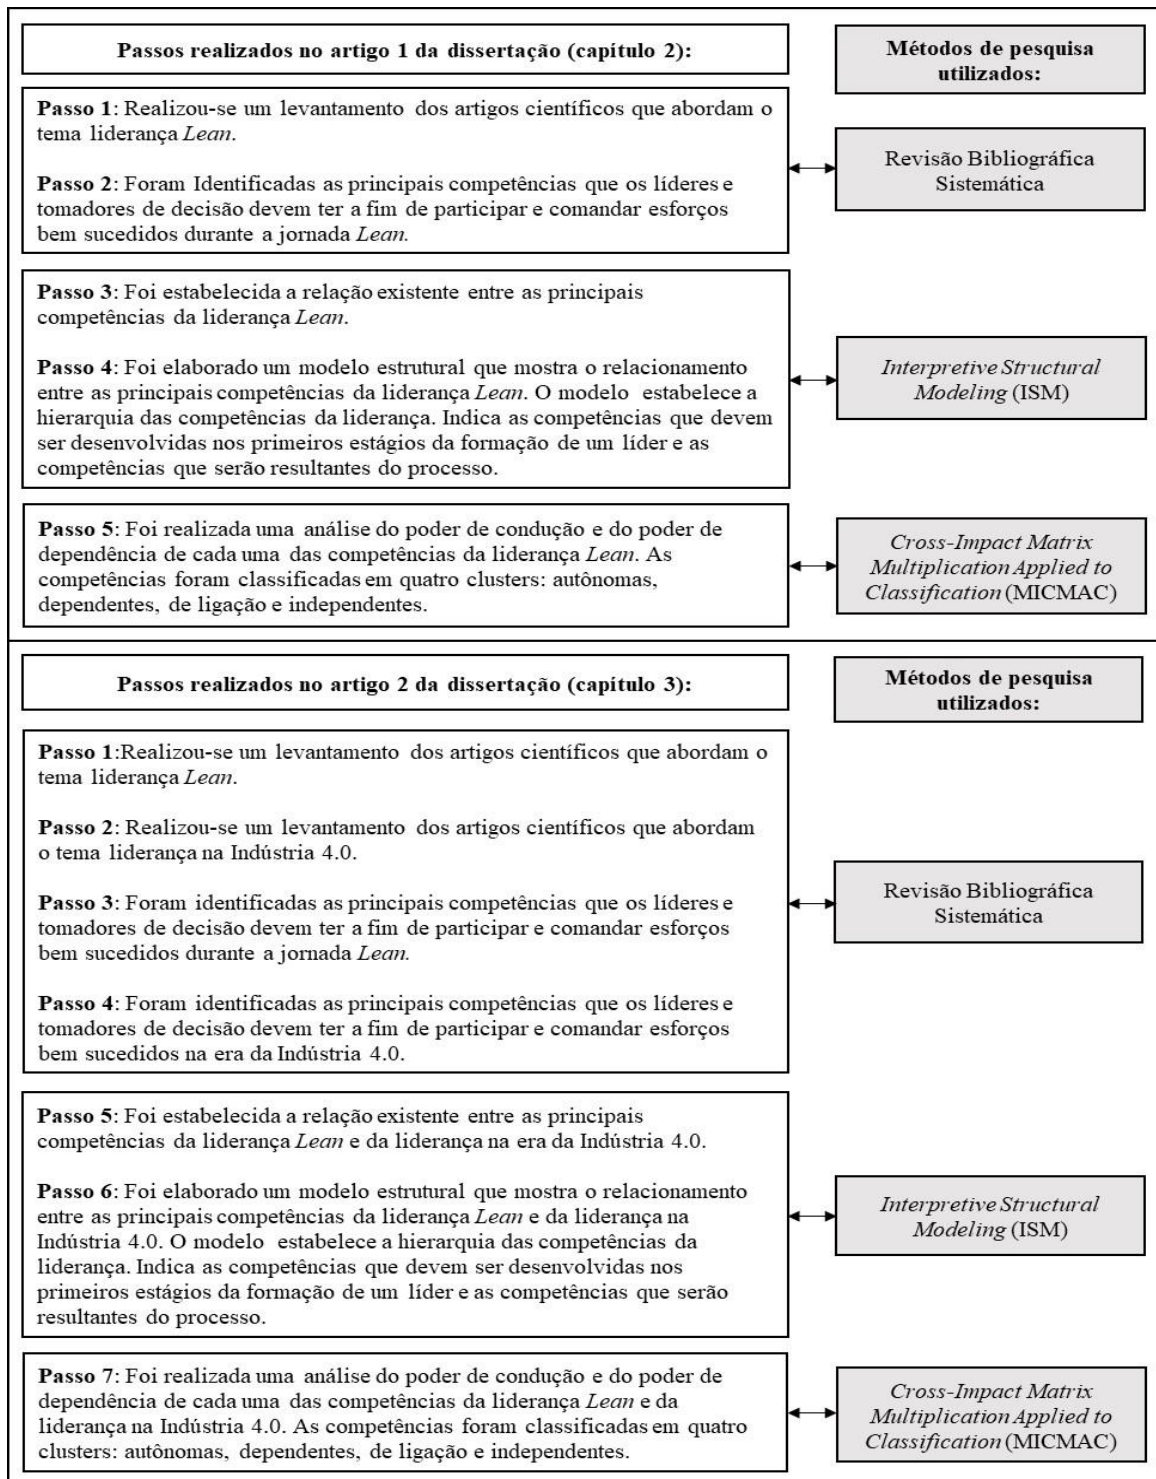 Passos realizados no artigo 1 da dissertação (capítulo 2):
Métodos de pesquisa
utilizados:
Passo 1: Realizou-se um levantamento dos artigos científicos que abordam o
tema liderança Lean.
Passo 2: Foram Identificadas as principais competências que os líderes e
tomadores de decisão devem ter a fim de participar e comandar esforços
bem sucedidos durante a jornada Lean.
Revisão Bibliográfica
Sistemática
Passo 3: Foi estabelecida a relação existente entre as principais
competências da liderança Lean.
Passo 4: Foi elaborado um modelo estrutural que mostra o relacionamento
entre as principais competências da liderança Lean. O modelo estabelece a
hierarquia das competências da liderança. Indica as competências que devem
ser desenvolvidas nos primeiros estágios da formação de um líder e as
competências que serão resultantes do processo.
Interpretive Structural
Modeling (ISM)
Passo 5: Foi realizada uma análise do poder de condução e do poder de
dependência de cada uma das competências da liderança Lean. As
competências foram classificadas em quatro clusters: autônomas,
dependentes, de ligação e independentes.
Cross-Impact Matrix
Multiplication Applied to
Classification (MICMAC)
Passos realizados no artigo 2 da dissertação (capítulo 3):
Métodos de pesquisa
utilizados:
Passo 1:Realizou-se um levantamento dos artigos científicos que abordam o
tema liderança Lean.
Passo 2: Realizou-se um levantamento dos artigos científicos que abordam
o tema liderança na Indústria 4.0.
Passo 3: Foram identificadas as principais competências que os líderes e
tomadores de decisão devem ter a fim de participar e comandar esforços
bem sucedidos durante a jornada Lean.
Passo 4: Foram identificadas as principais competências que os líderes e
tomadores de decisão devem ter a fim de participar e comandar esforços
bem sucedidos na era da Indústria 4.0.
Revisão Bibliográfica
Sistemática
Passo 5: Foi estabelecida a relação existente entre as principais
competências da liderança Lean e da liderança na era da Indústria 4.0.
Passo 6: Foi elaborado um modelo estrutural que mostra o relacionamento
entre as principais competências da liderança Lean e da liderança na
Indústria 4.0. O modelo estabelece a hierarquia das competências da
liderança. Indica as competências que devem ser desenvolvidas nos
primeiros estágios da formação de um líder e as competências que serão
resultantes do processo.
Interpretive Structural
Modeling (ISM)
Passo 7: Foi realizada uma análise do poder de condução e do poder de
dependência de cada uma das competências da liderança Lean e da
liderança na Indústria 4.0. As competências foram classificadas em quatro
clusters: autônomas, dependentes, de ligação e independentes.
Cross-Impact Matrix
Multiplication Applied to
Classification (MICMAC)